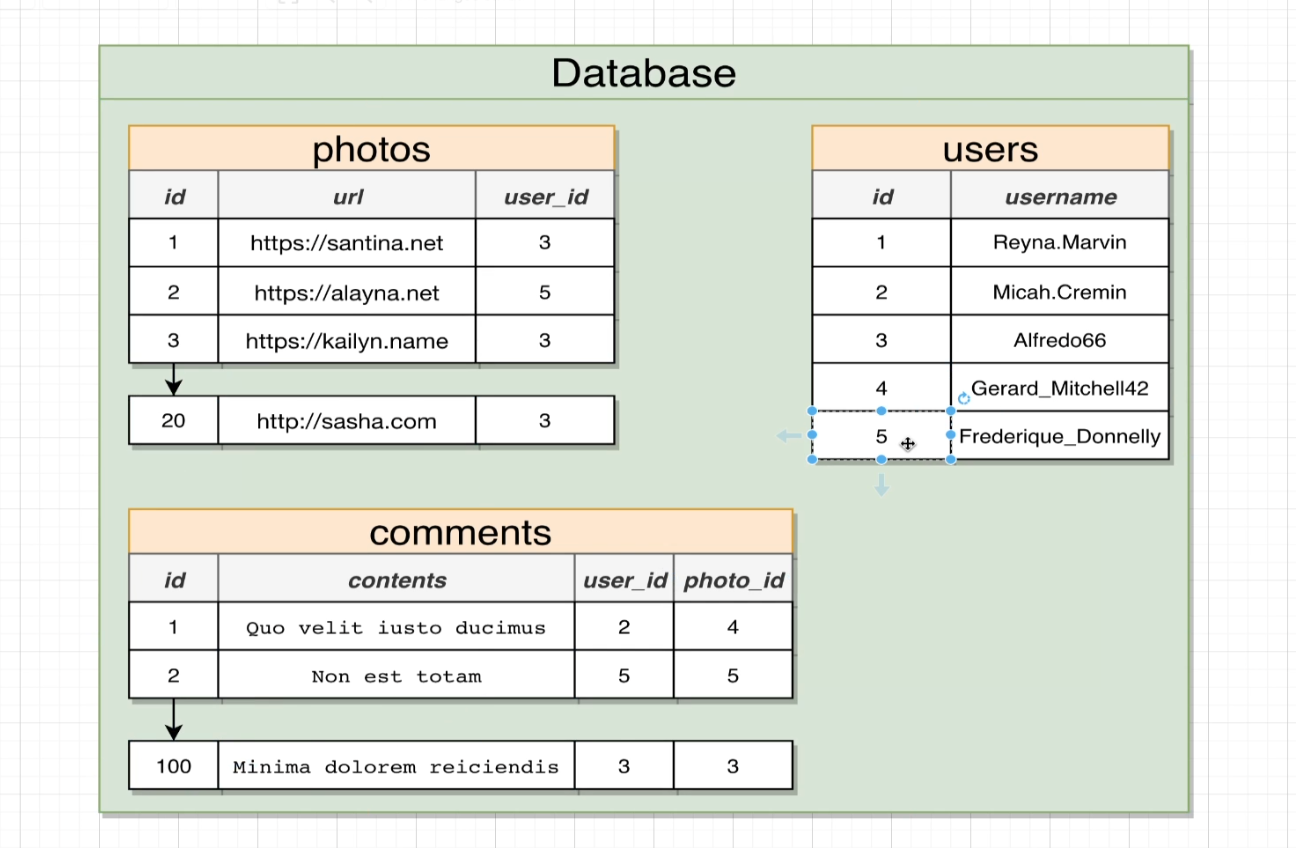 Database
photos
id url user_id
1 https://santina.net 3
2 https://alayna.net 5
3 https://kailyn.name 3
20 http://sasha.com 3
users
id username
1 Reyna.Marvin
2 Micah.Cremin
3 Alfredo66
4 Gerard_Mitchell42
5 Frederique_Donnelly
comments
id contents user_id photo_id
1 Quo velit iusto ducimus 2 4
2 Non est totam 5 5
100 Minima dolorem reiciendis 3 3